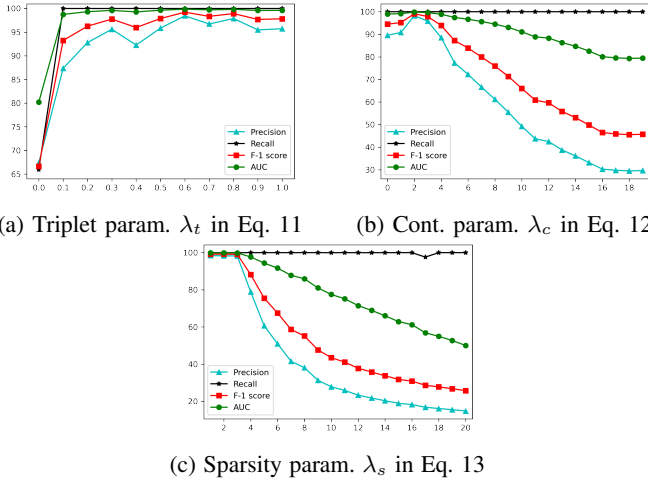 100
95
90
85
80
75
70
65
0.0 0.1 0.2 0.3 0.4 0.5 0.6 0.7 0.8 0.9 1.0
Precision
Recall
F-1 score
AUC
100
90
80
70
60
50
40
30
0 2 4 6 8 10 12 14 16 18
Precision
Recall
F-1 score
AUC
(a) Triplet param. λt in Eq. 11
(b) Cont. param. λc in Eq. 12
100
80
60
40
20
2 4 6 8 10 12 14 16 18 20
Precision
Recall
F-1 score
AUC
(c) Sparsity param. λs in Eq. 13